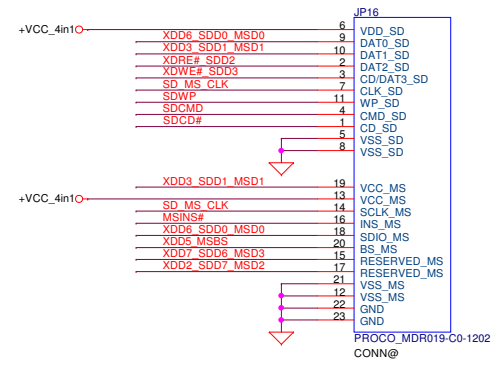 JP16
+VCC_4in1 6 VDD_SD
XDD6_SDD0_MSD0 9 DAT0_SD
XDD3_SDD1_MSD1 10 DAT1_SD
XDRE#_SDD2 2 DAT2_SD
XDWE#_SDD3 3 CD/DAT3_SD
SD_MS_CLK 7 CLK_SD
SDWP 11 WP_SD
SDCMD 4 CMD_SD
SDCD# 1 CD_SD
5 VSS_SD
8 VSS_SD
XDD3_SDD1_MSD1 19 VCC_MS
+VCC_4in1 13 VCC_MS
SD_MS_CLK 14 SCLK_MS
MSINS# 16 INS_MS
XDD6_SDD0_MSD0 18 SDIO_MS
XDD5_MSBS 20 BS_MS
XDD7_SDD6_MSD3 15 RESERVED_MS
XDD2_SDD7_MSD2 17 RESERVED_MS
21 VSS_MS
12 VSS_MS
22 GND
23 GND
PROCO_MDR019-C0-1202
CONN@